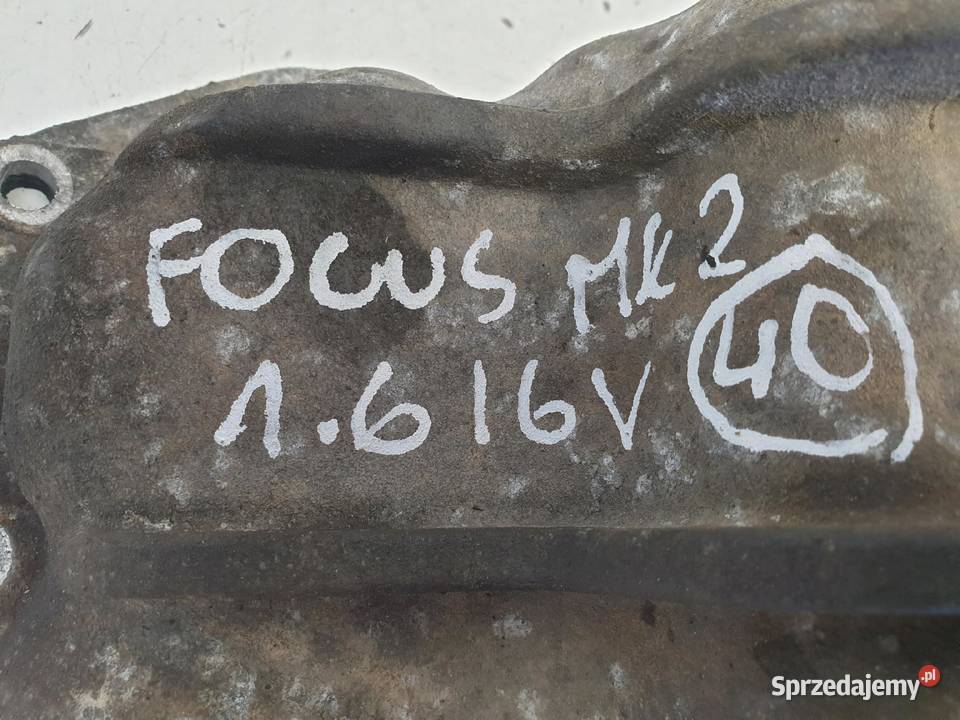 FOCUS MK2
1.6 16V 40
Sprzedajemy.pl